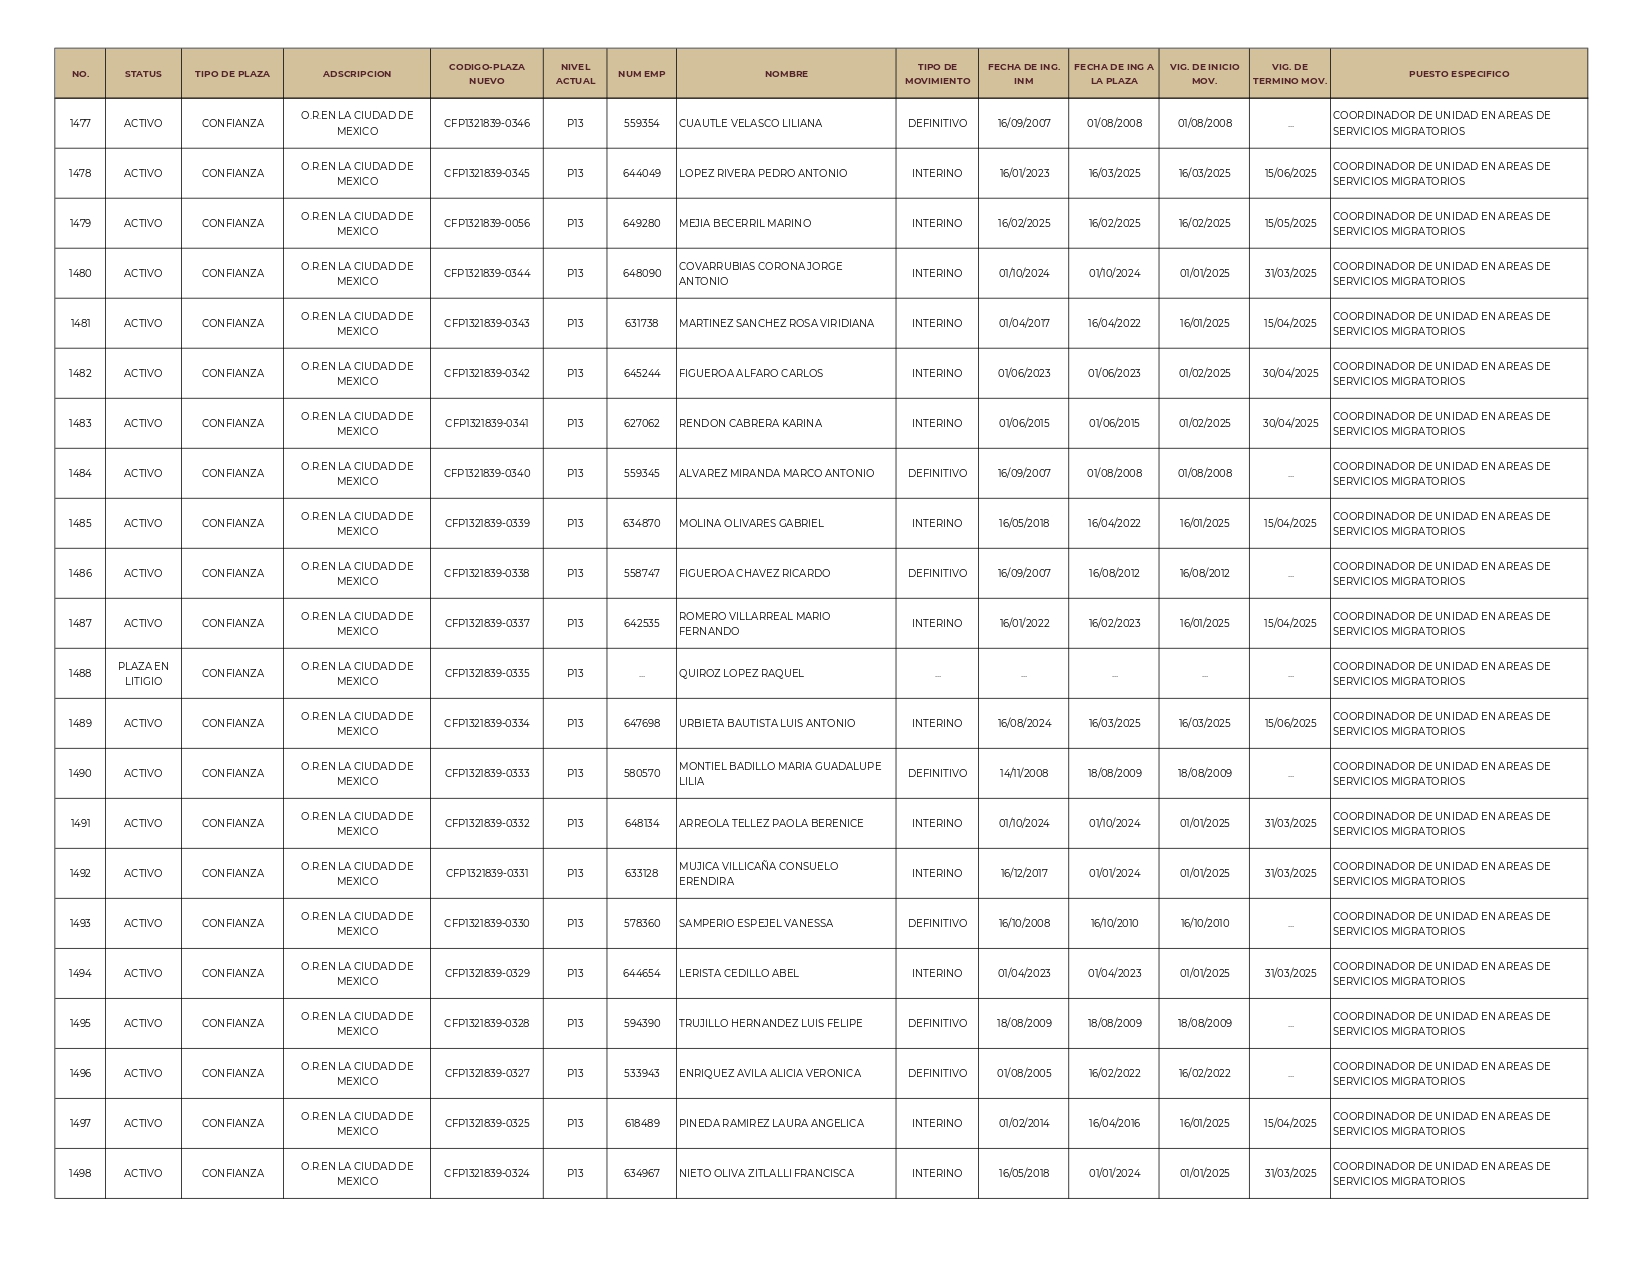 NO. STATUS TIPO DE PLAZA ADSCRIPCION CODIGO-PLAZA NUEVO NIVEL ACTUAL NUM EMP NOMBRE TIPO DE MOVIMIENTO FECHA DE ING. INM FECHA DE ING A LA PLAZA VIG. DE INICIO MOV. VIG. DE TERMINO MOV. PUESTO ESPECIFICO
1477 ACTIVO CONFIANZA O.R.EN LA CIUDAD DE MEXICO CFP1321839-0346 P13 559354 CUAUTLE VELASCO LILIANA DEFINITIVO 16/09/2007 01/08/2008 01/08/2008 ... COORDINADOR DE UNIDAD EN AREAS DE SERVICIOS MIGRATORIOS
1478 ACTIVO CONFIANZA O.R.EN LA CIUDAD DE MEXICO CFP1321839-0345 P13 644049 LOPEZ RIVERA PEDRO ANTONIO INTERINO 16/01/2023 16/03/2025 16/03/2025 15/06/2025 COORDINADOR DE UNIDAD EN AREAS DE SERVICIOS MIGRATORIOS
1479 ACTIVO CONFIANZA O.R.EN LA CIUDAD DE MEXICO CFP1321839-0056 P13 649280 MEJIA BECERRIL MARINO INTERINO 16/02/2025 16/02/2025 16/02/2025 15/05/2025 COORDINADOR DE UNIDAD EN AREAS DE SERVICIOS MIGRATORIOS
1480 ACTIVO CONFIANZA O.R.EN LA CIUDAD DE MEXICO CFP1321839-0344 P13 648090 COVARRUBIAS CORONA JORGE ANTONIO INTERINO 01/10/2024 01/10/2024 01/01/2025 31/03/2025 COORDINADOR DE UNIDAD EN AREAS DE SERVICIOS MIGRATORIOS
1481 ACTIVO CONFIANZA O.R.EN LA CIUDAD DE MEXICO CFP1321839-0343 P13 631738 MARTINEZ SANCHEZ ROSA VIRIDIANA INTERINO 01/04/2017 16/04/2022 16/01/2025 15/04/2025 COORDINADOR DE UNIDAD EN AREAS DE SERVICIOS MIGRATORIOS
1482 ACTIVO CONFIANZA O.R.EN LA CIUDAD DE MEXICO CFP1321839-0342 P13 645244 FIGUEROA ALFARO CARLOS INTERINO 01/06/2023 01/06/2023 01/02/2025 30/04/2025 COORDINADOR DE UNIDAD EN AREAS DE SERVICIOS MIGRATORIOS
1483 ACTIVO CONFIANZA O.R.EN LA CIUDAD DE MEXICO CFP1321839-0341 P13 627062 RENDON CABRERA KARINA INTERINO 01/06/2015 01/06/2015 01/02/2025 30/04/2025 COORDINADOR DE UNIDAD EN AREAS DE SERVICIOS MIGRATORIOS
1484 ACTIVO CONFIANZA O.R.EN LA CIUDAD DE MEXICO CFP1321839-0340 P13 559345 ALVAREZ MIRANDA MARCO ANTONIO DEFINITIVO 16/09/2007 01/08/2008 01/08/2008 ... COORDINADOR DE UNIDAD EN AREAS DE SERVICIOS MIGRATORIOS
1485 ACTIVO CONFIANZA O.R.EN LA CIUDAD DE MEXICO CFP1321839-0339 P13 634870 MOLINA OLIVARES GABRIEL INTERINO 16/05/2018 16/04/2022 16/01/2025 15/04/2025 COORDINADOR DE UNIDAD EN AREAS DE SERVICIOS MIGRATORIOS
1486 ACTIVO CONFIANZA O.R.EN LA CIUDAD DE MEXICO CFP1321839-0338 P13 558747 FIGUEROA CHAVEZ RICARDO DEFINITIVO 16/09/2007 16/08/2012 16/08/2012 ... COORDINADOR DE UNIDAD EN AREAS DE SERVICIOS MIGRATORIOS
1487 ACTIVO CONFIANZA O.R.EN LA CIUDAD DE MEXICO CFP1321839-0337 P13 642535 ROMERO VILLARREAL MARIO FERNANDO INTERINO 16/01/2022 16/02/2023 16/01/2025 15/04/2025 COORDINADOR DE UNIDAD EN AREAS DE SERVICIOS MIGRATORIOS
1488 PLAZA EN LITIGIO CONFIANZA O.R.EN LA CIUDAD DE MEXICO CFP1321839-0335 P13 ... QUIROZ LOPEZ RAQUEL ... ... ... ... ... COORDINADOR DE UNIDAD EN AREAS DE SERVICIOS MIGRATORIOS
1489 ACTIVO CONFIANZA O.R.EN LA CIUDAD DE MEXICO CFP1321839-0334 P13 647698 URBIETA BAUTISTA LUIS ANTONIO INTERINO 16/08/2024 16/03/2025 16/03/2025 15/06/2025 COORDINADOR DE UNIDAD EN AREAS DE SERVICIOS MIGRATORIOS
1490 ACTIVO CONFIANZA O.R.EN LA CIUDAD DE MEXICO CFP1321839-0333 P13 580570 MONTIEL BADILLO MARIA GUADALUPE LILIA DEFINITIVO 14/11/2008 18/08/2009 18/08/2009 ... COORDINADOR DE UNIDAD EN AREAS DE SERVICIOS MIGRATORIOS
1491 ACTIVO CONFIANZA O.R.EN LA CIUDAD DE MEXICO CFP1321839-0332 P13 648134 ARREOLA TELLEZ PAOLA BERENICE INTERINO 01/10/2024 01/10/2024 01/01/2025 31/03/2025 COORDINADOR DE UNIDAD EN AREAS DE SERVICIOS MIGRATORIOS
1492 ACTIVO CONFIANZA O.R.EN LA CIUDAD DE MEXICO CFP1321839-0331 P13 633128 MUJICA VILLICAÑA CONSUELO ERENDIRA INTERINO 16/12/2017 01/01/2024 01/01/2025 31/03/2025 COORDINADOR DE UNIDAD EN AREAS DE SERVICIOS MIGRATORIOS
1493 ACTIVO CONFIANZA O.R.EN LA CIUDAD DE MEXICO CFP1321839-0330 P13 578360 SAMPERIO ESPEJEL VANESSA DEFINITIVO 16/10/2008 16/10/2010 16/10/2010 ... COORDINADOR DE UNIDAD EN AREAS DE SERVICIOS MIGRATORIOS
1494 ACTIVO CONFIANZA O.R.EN LA CIUDAD DE MEXICO CFP1321839-0329 P13 644654 LERISTA CEDILLO ABEL INTERINO 01/04/2023 01/04/2023 01/01/2025 31/03/2025 COORDINADOR DE UNIDAD EN AREAS DE SERVICIOS MIGRATORIOS
1495 ACTIVO CONFIANZA O.R.EN LA CIUDAD DE MEXICO CFP1321839-0328 P13 594390 TRUJILLO HERNANDEZ LUIS FELIPE DEFINITIVO 18/08/2009 18/08/2009 18/08/2009 ... COORDINADOR DE UNIDAD EN AREAS DE SERVICIOS MIGRATORIOS
1496 ACTIVO CONFIANZA O.R.EN LA CIUDAD DE MEXICO CFP1321839-0327 P13 533943 ENRIQUEZ AVILA ALICIA VERONICA DEFINITIVO 01/08/2005 16/02/2022 16/02/2022 ... COORDINADOR DE UNIDAD EN AREAS DE SERVICIOS MIGRATORIOS
1497 ACTIVO CONFIANZA O.R.EN LA CIUDAD DE MEXICO CFP1321839-0325 P13 618489 PINEDA RAMIREZ LAURA ANGELICA INTERINO 01/02/2014 16/04/2016 16/01/2025 15/04/2025 COORDINADOR DE UNIDAD EN AREAS DE SERVICIOS MIGRATORIOS
1498 ACTIVO CONFIANZA O.R.EN LA CIUDAD DE MEXICO CFP1321839-0324 P13 634967 NIETO OLIVA ZITLALLI FRANCISCA INTERINO 16/05/2018 01/01/2024 01/01/2025 31/03/2025 COORDINADOR DE UNIDAD EN AREAS DE SERVICIOS MIGRATORIOS